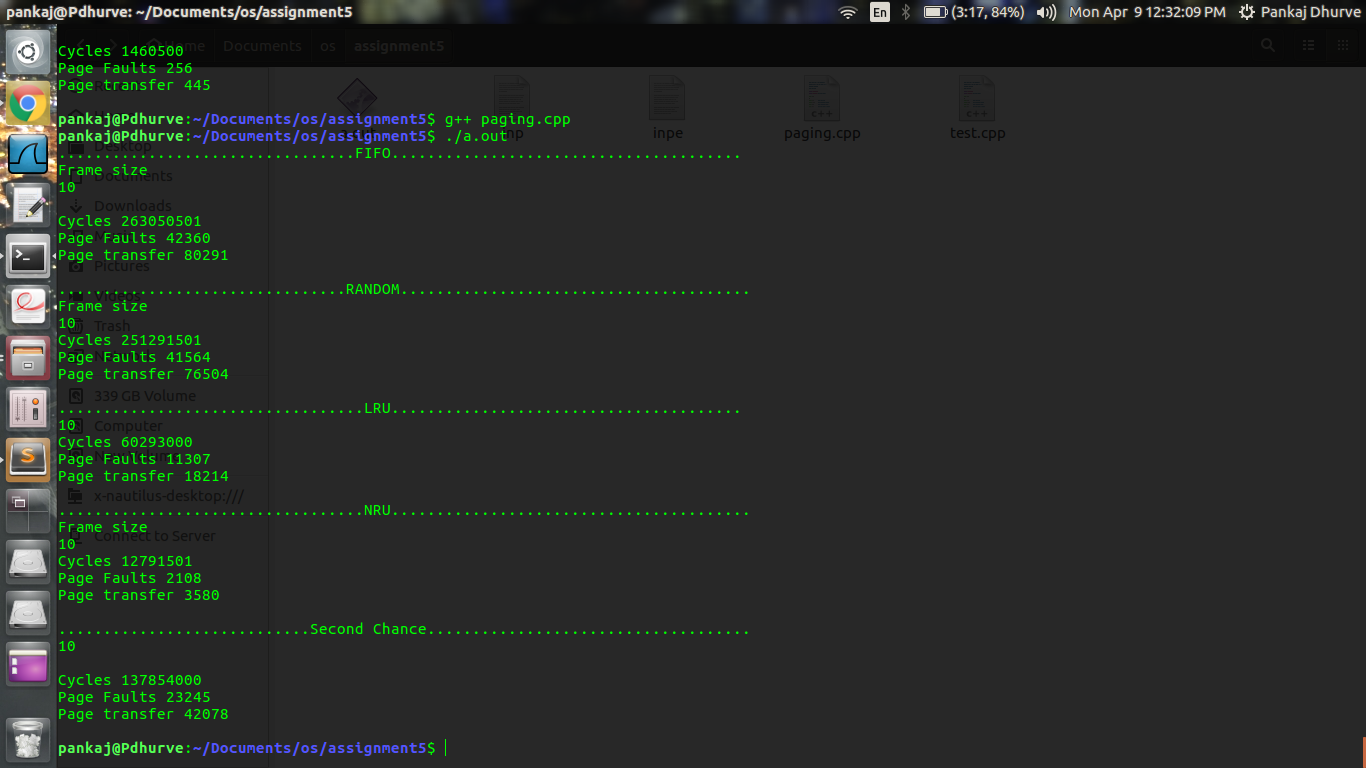 pankaj@Pdhurve: ~/Documents/os/assignment5
En
(3:17, 84%)
Mon Apr 9 12:32:09 PM
Pankaj Dhurve
Documents
os
assignment5
Cycles 1460500
Page Faults 256
Page transfer 445
pankaj@Pdhurve:~/Documents/os/assignment5$ g++ paging.cpp
pankaj@Pdhurve:~/Documents/os/assignment5$ ./a.out
inpe
paging.cpp
test.cpp
Desktop
.................................FIFO.......................................
Frame size
Documents
10
Downloads
Cycles 263050501
Page Faults 42360
Page transfer 80291
Pictures
................................RANDOM.......................................
Frame size
10
Trash
Cycles 251291501
Page Faults 41564
Page transfer 76504
339 GB Volume
..................................LRU.......................................
10
Computer
Cycles 60293000
Page Faults 11307
Page transfer 18214
x-nautilus-desktop:///
..................................NRU........................................
Frame size
Connect to Server
10
Cycles 12791501
Page Faults 2108
Page transfer 3580
............................Second Chance....................................
10
Cycles 137854000
Page Faults 23245
Page transfer 42078
pankaj@Pdhurve:~/Documents/os/assignment5$